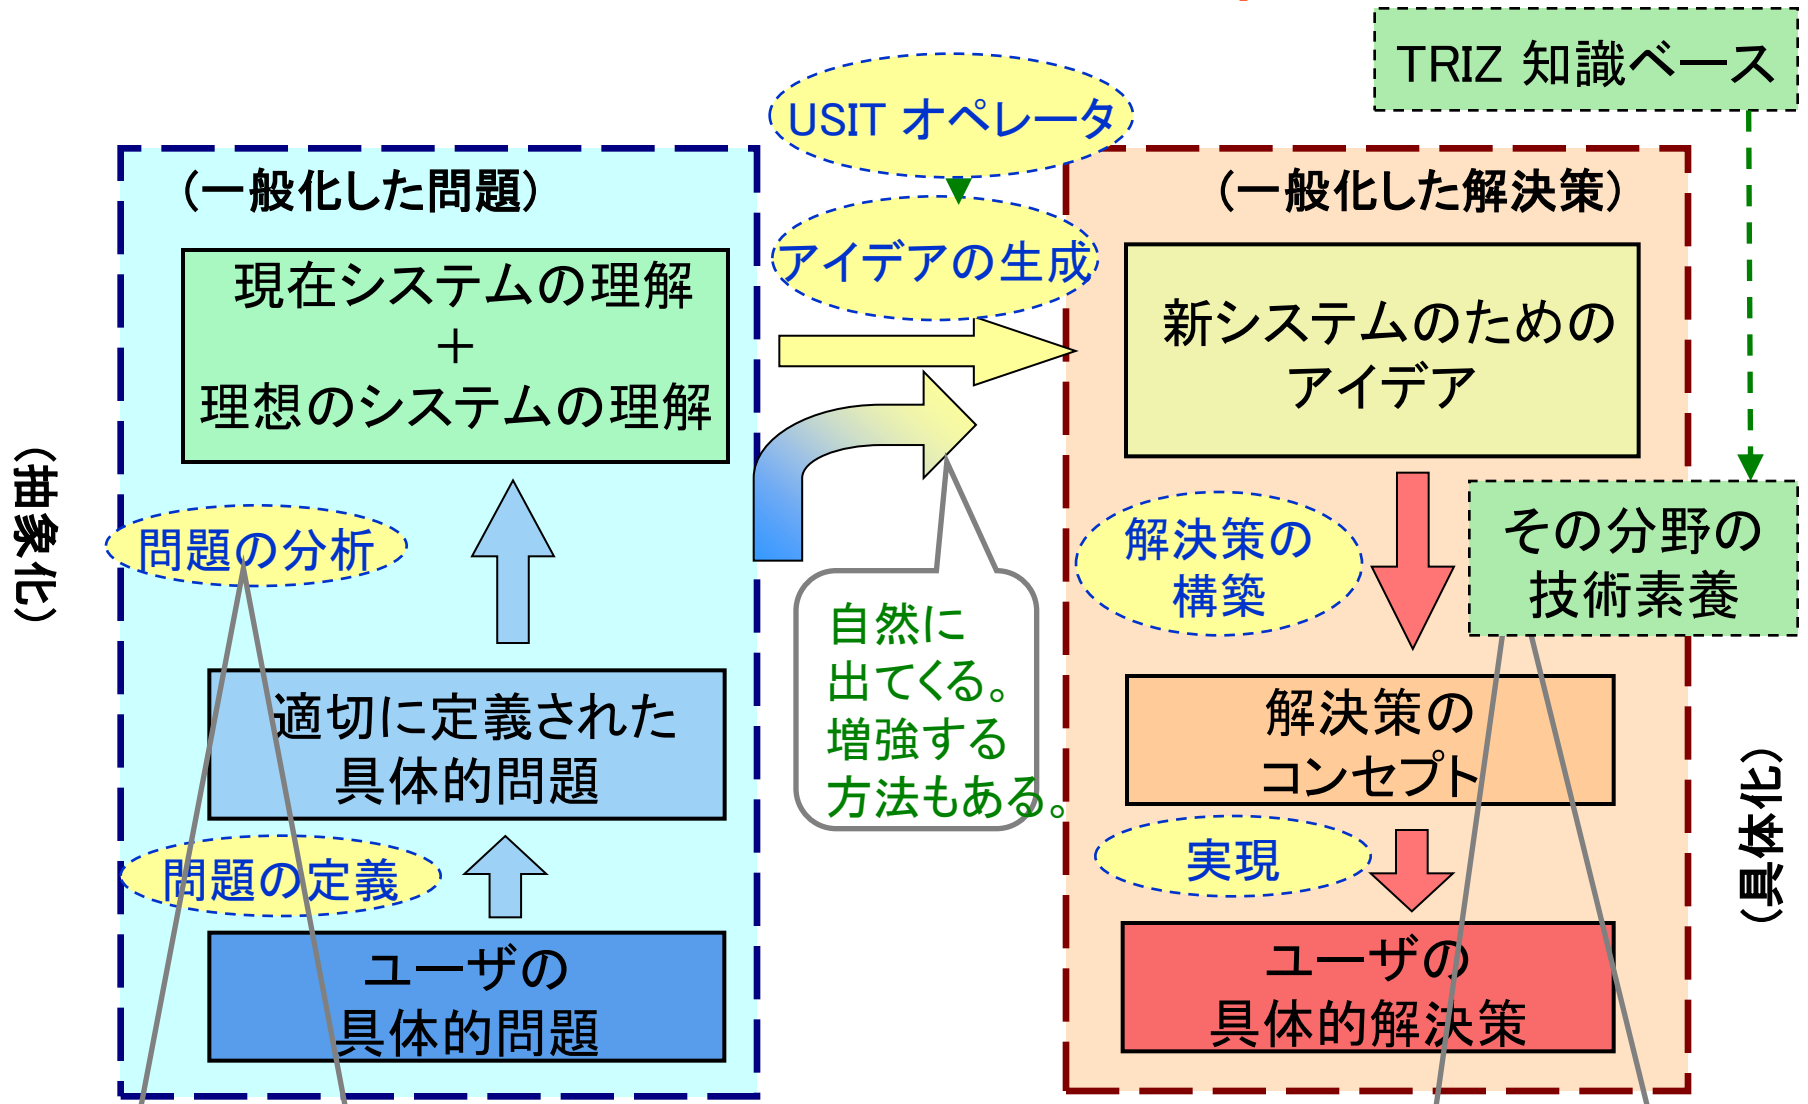 TRIZ 知識ベース
USIT オペレータ
(一般化した問題)
(一般化した解決策)
アイデアの生成
現在システムの理解
+
理想のシステムの理解
新システムのための
アイデア
(抽象化)
問題の分析
解決策の
構築
その分野の
技術素養
自然に
出てくる。
増強する
方法もある。
適切に定義された
具体的問題
解決策の
コンセプト
(具体化)
問題の定義
実現
ユーザの
具体的問題
ユーザの
具体的解決策